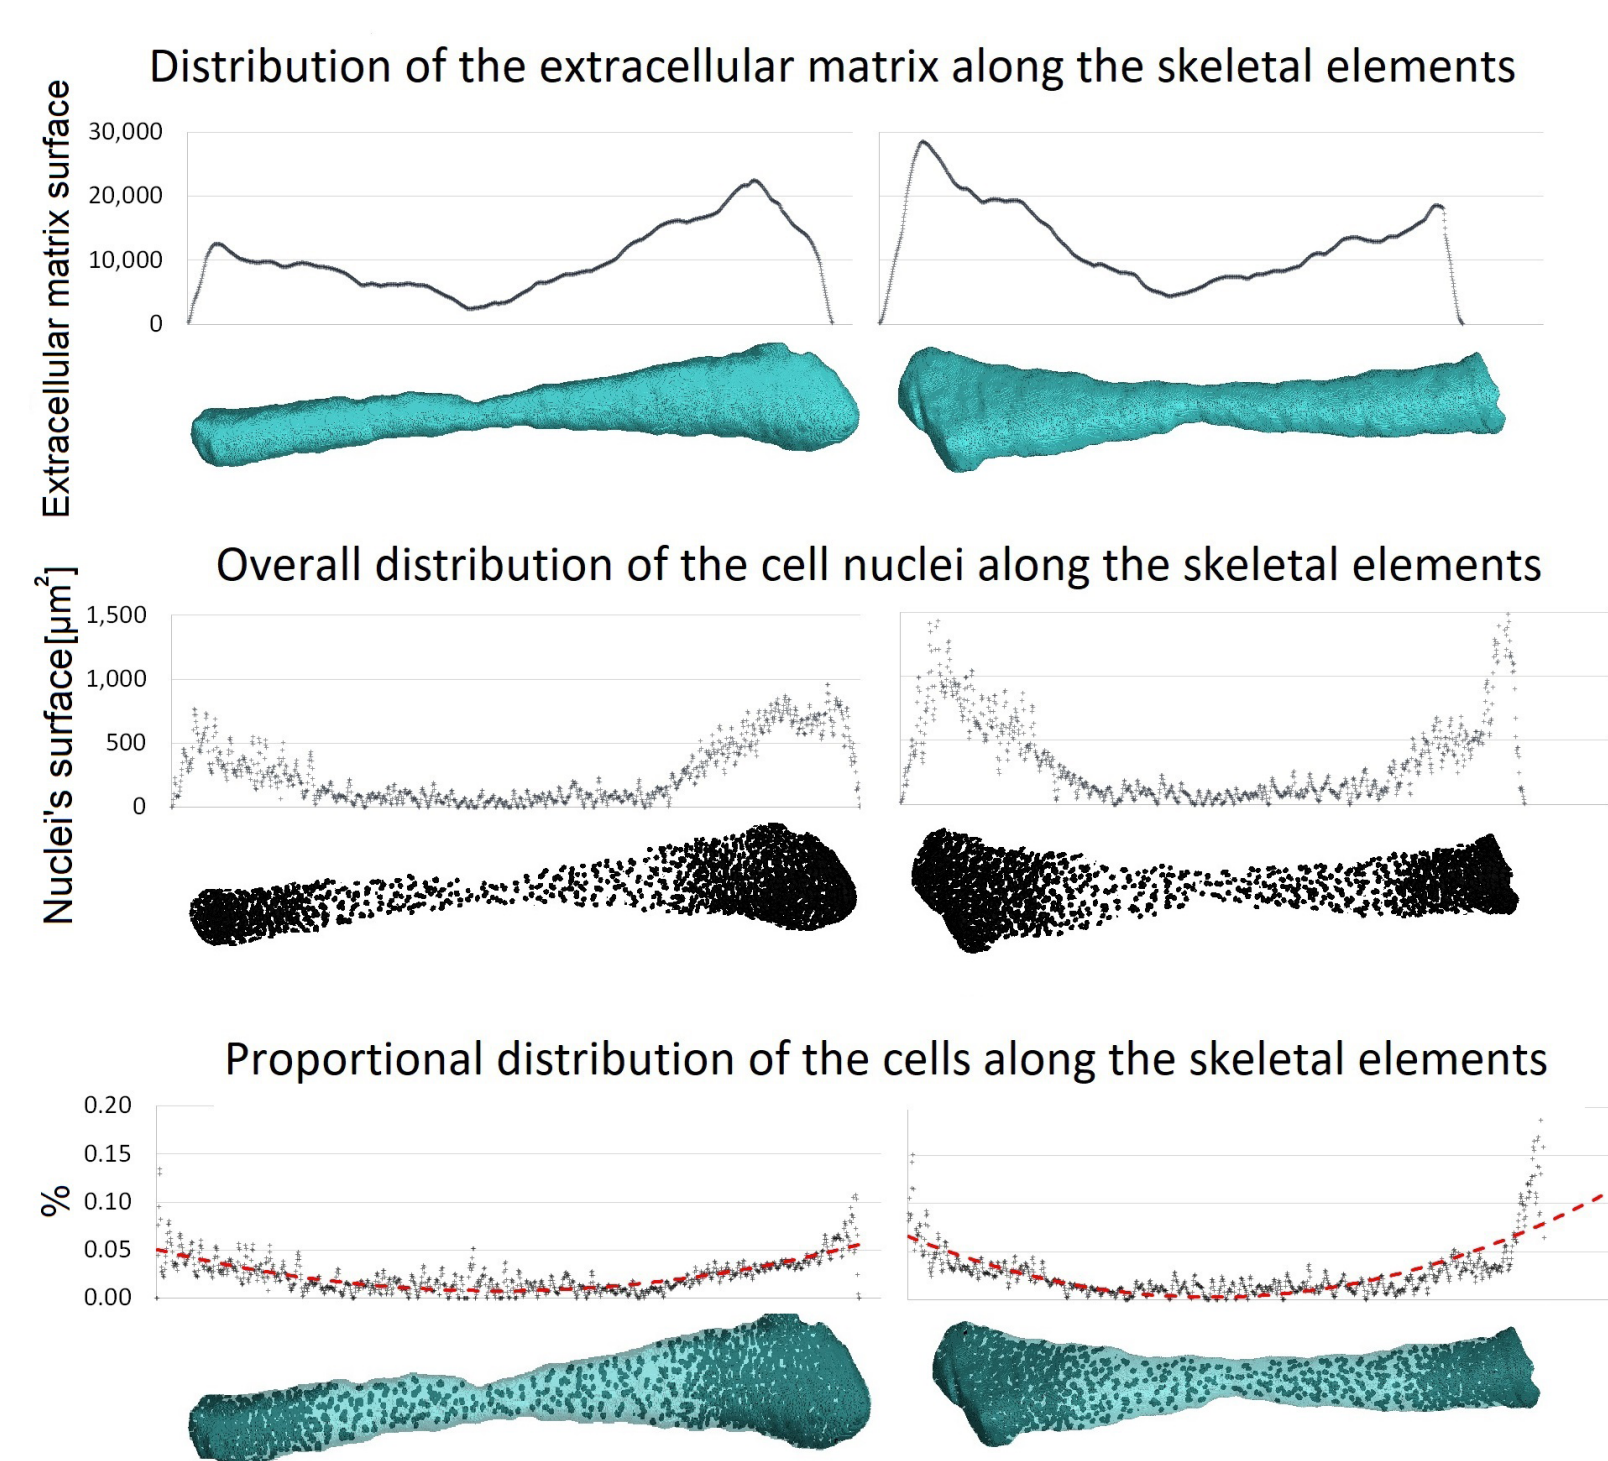 Distribution of the extracellular matrix along the skeletal elements
Extracellular matrix surface
30,000
20,000
10,000
0
Overall distribution of the cell nuclei along the skeletal elements
Nuclei's surface[µm²]
1,500
1,000
500
0
Proportional distribution of the cells along the skeletal elements
%
0.20
0.15
0.10
0.05
0.00